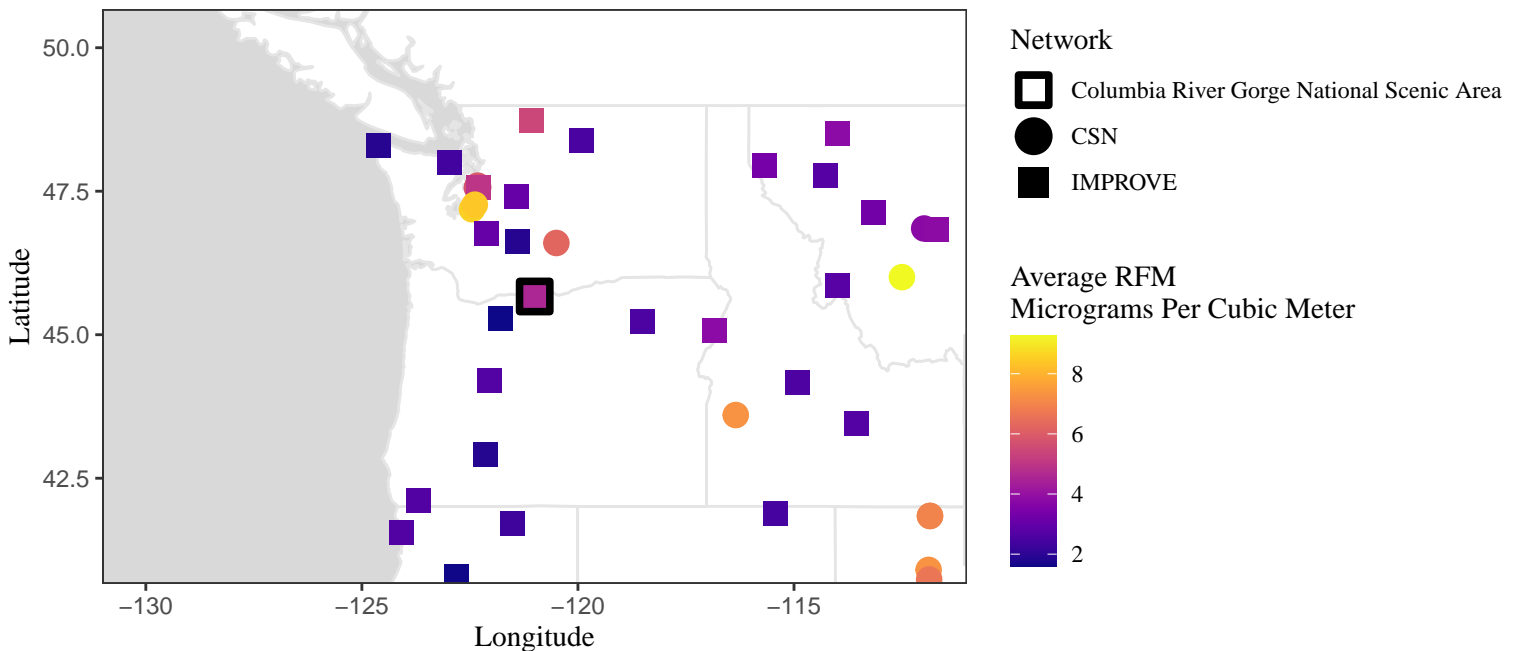 50.0
47.5
45.0
42.5
Latitude
−130
−125
−120
−115
Longitude
Network
Columbia River Gorge National Scenic Area
CSN
IMPROVE
Average RFM
Micrograms Per Cubic Meter
8
6
4
2